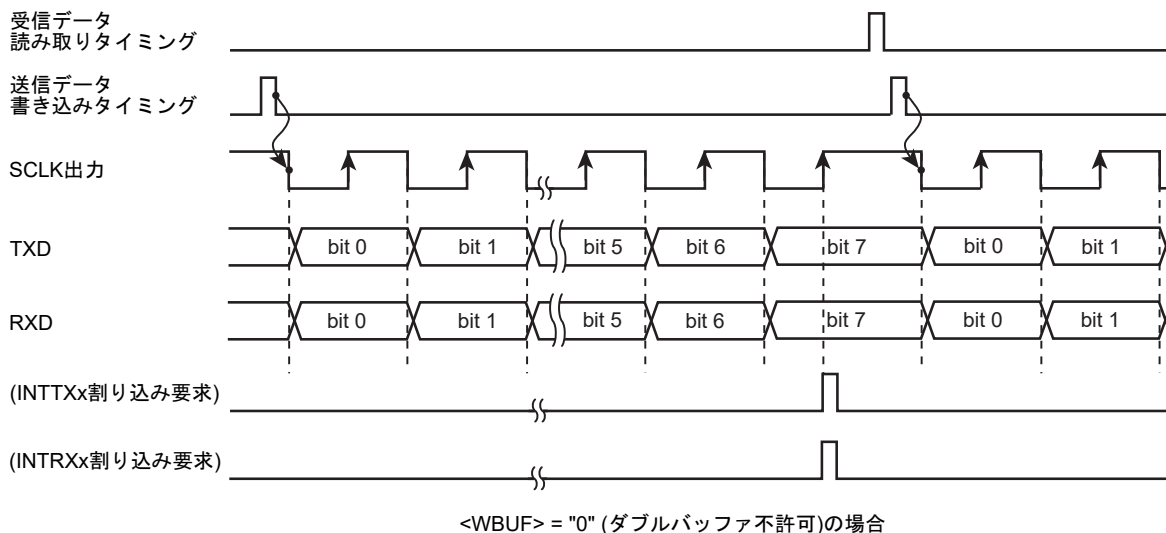 受信データ
読み取りタイミング
送信データ
書き込みタイミング
SCLK出力
TXD
bit 0 bit 1 bit 5 bit 6 bit 7 bit 0 bit 1
RXD
bit 0 bit 1 bit 5 bit 6 bit 7 bit 0 bit 1
(INTTXx割り込み要求)
(INTRXx割り込み要求)
<WBUF> = "0" (ダブルバッファ不許可)の場合